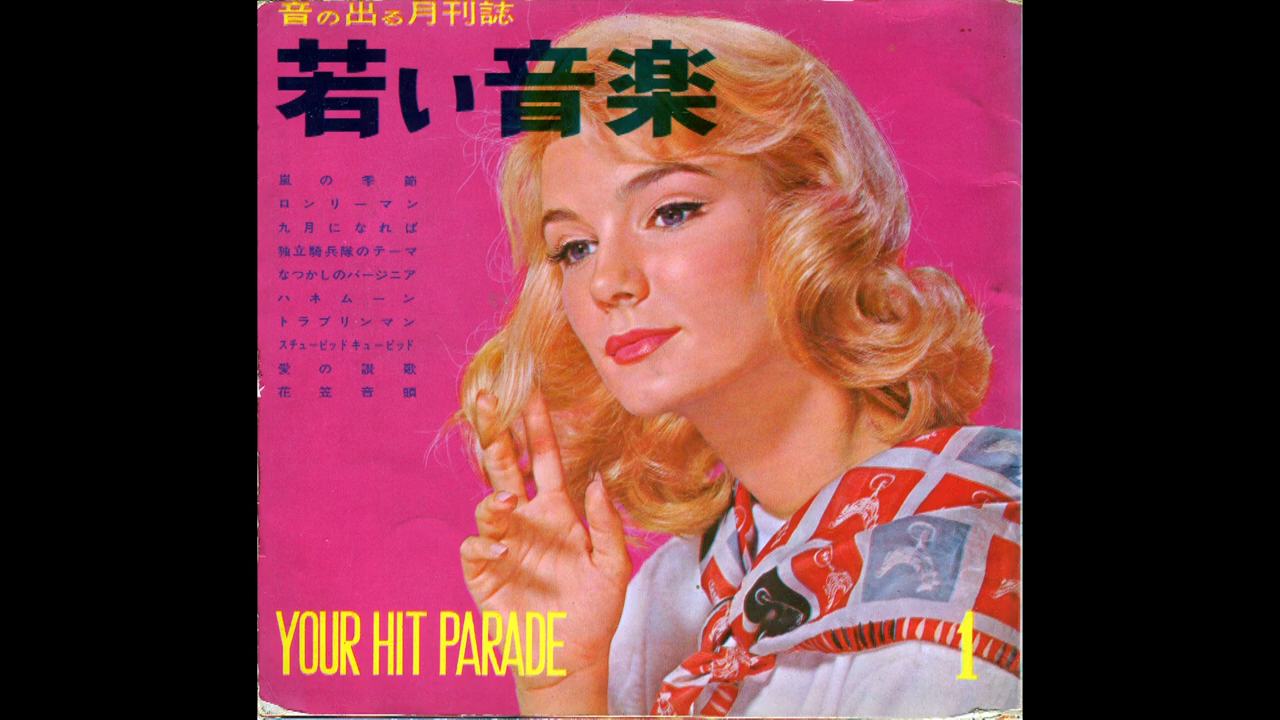 音の出る月刊誌
若い音楽
嵐の季節
ロンリーマン
九月になれば
独立騎兵隊のテーマ
なつかしのバージニア
ハネムーン
トラブリンマン
スチューピッドキューピッド
愛の讃歌
花笠音頭
YOUR HIT PARADE
1